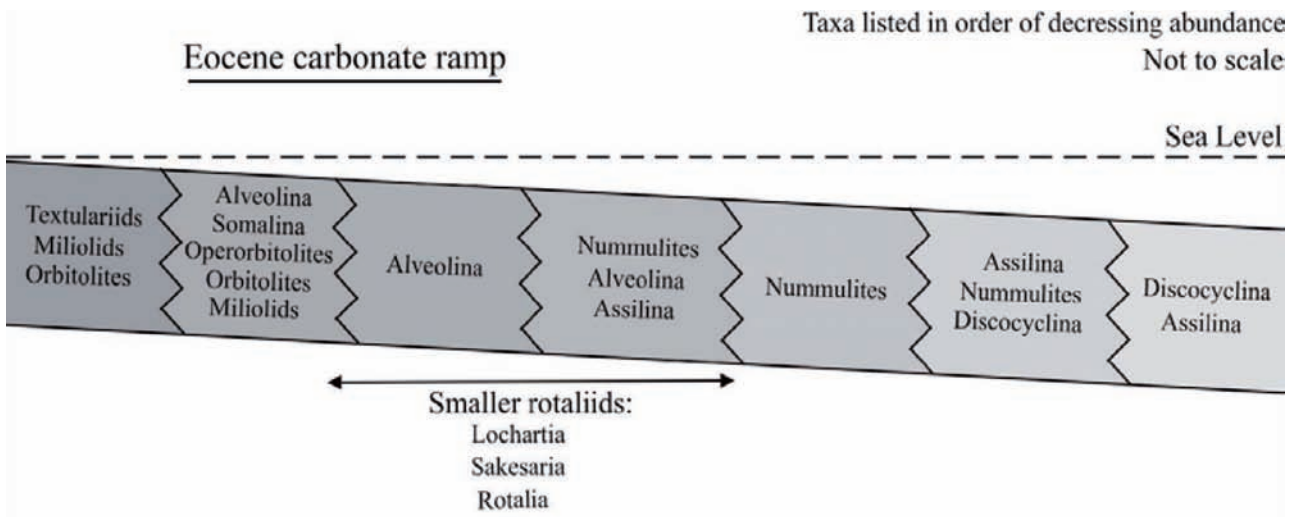 Taxa listed in order of decressing abundance
Eocene carbonate ramp
Not to scale
Sea Level
Textulariids
Miliolids
Orbitolites
Alveolina
Somalina
Operorbitolites
Orbitolites
Miliolids
Alveolina
Nummulites
Alveolina
Assilina
Nummulites
Assilina
Nummulites
Discocyclina
Discocyclina
Assilina
Smaller rotaliids:
Lochartia
Sakesaria
Rotalia